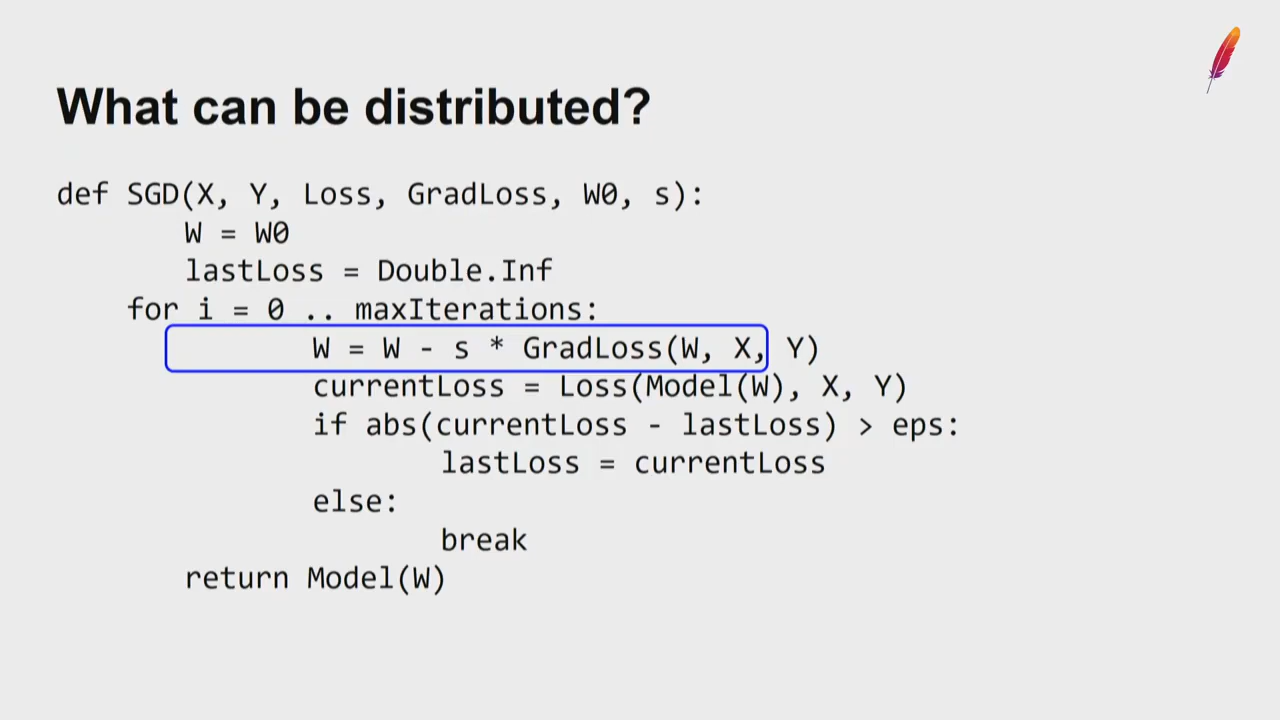 What can be distributed?
def SGD(X, Y, Loss, GradLoss, W0, s):
W = W0
lastLoss = Double.Inf
for i = 0 .. maxIterations:
W = W - s * GradLoss(W, X, Y)
currentLoss = Loss(Model(W), X, Y)
if abs(currentLoss - lastLoss) > eps:
lastLoss = currentLoss
else:
break
return Model(W)